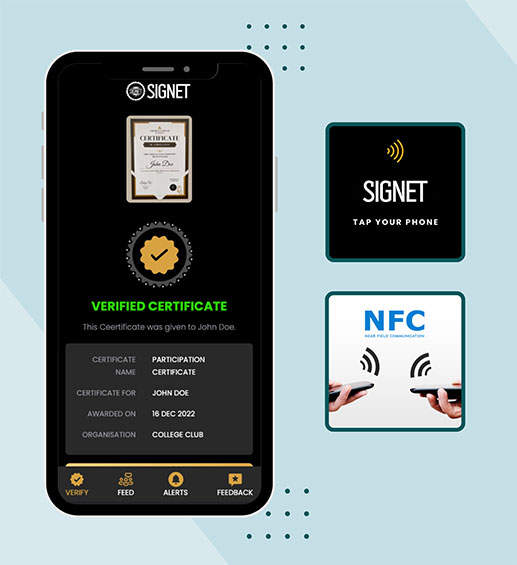 SIGNET
CERTIFICATE
John Doe
VERIFIED CERTIFICATE
This Ceertificate was given to John Doe.
CERTIFICATE NAME
PARTICIPATION CERTIFICATE
CERTIFICATE FOR
JOHN DOE
AWARDED ON
16 DEC 2022
ORGANISATION
COLLEGE CLUB
VERIFY
FEED
ALERTS
FEEDBACK
SIGNET
TAP YOUR PHONE
NFC
NEAR FIELD COMMUNICATION